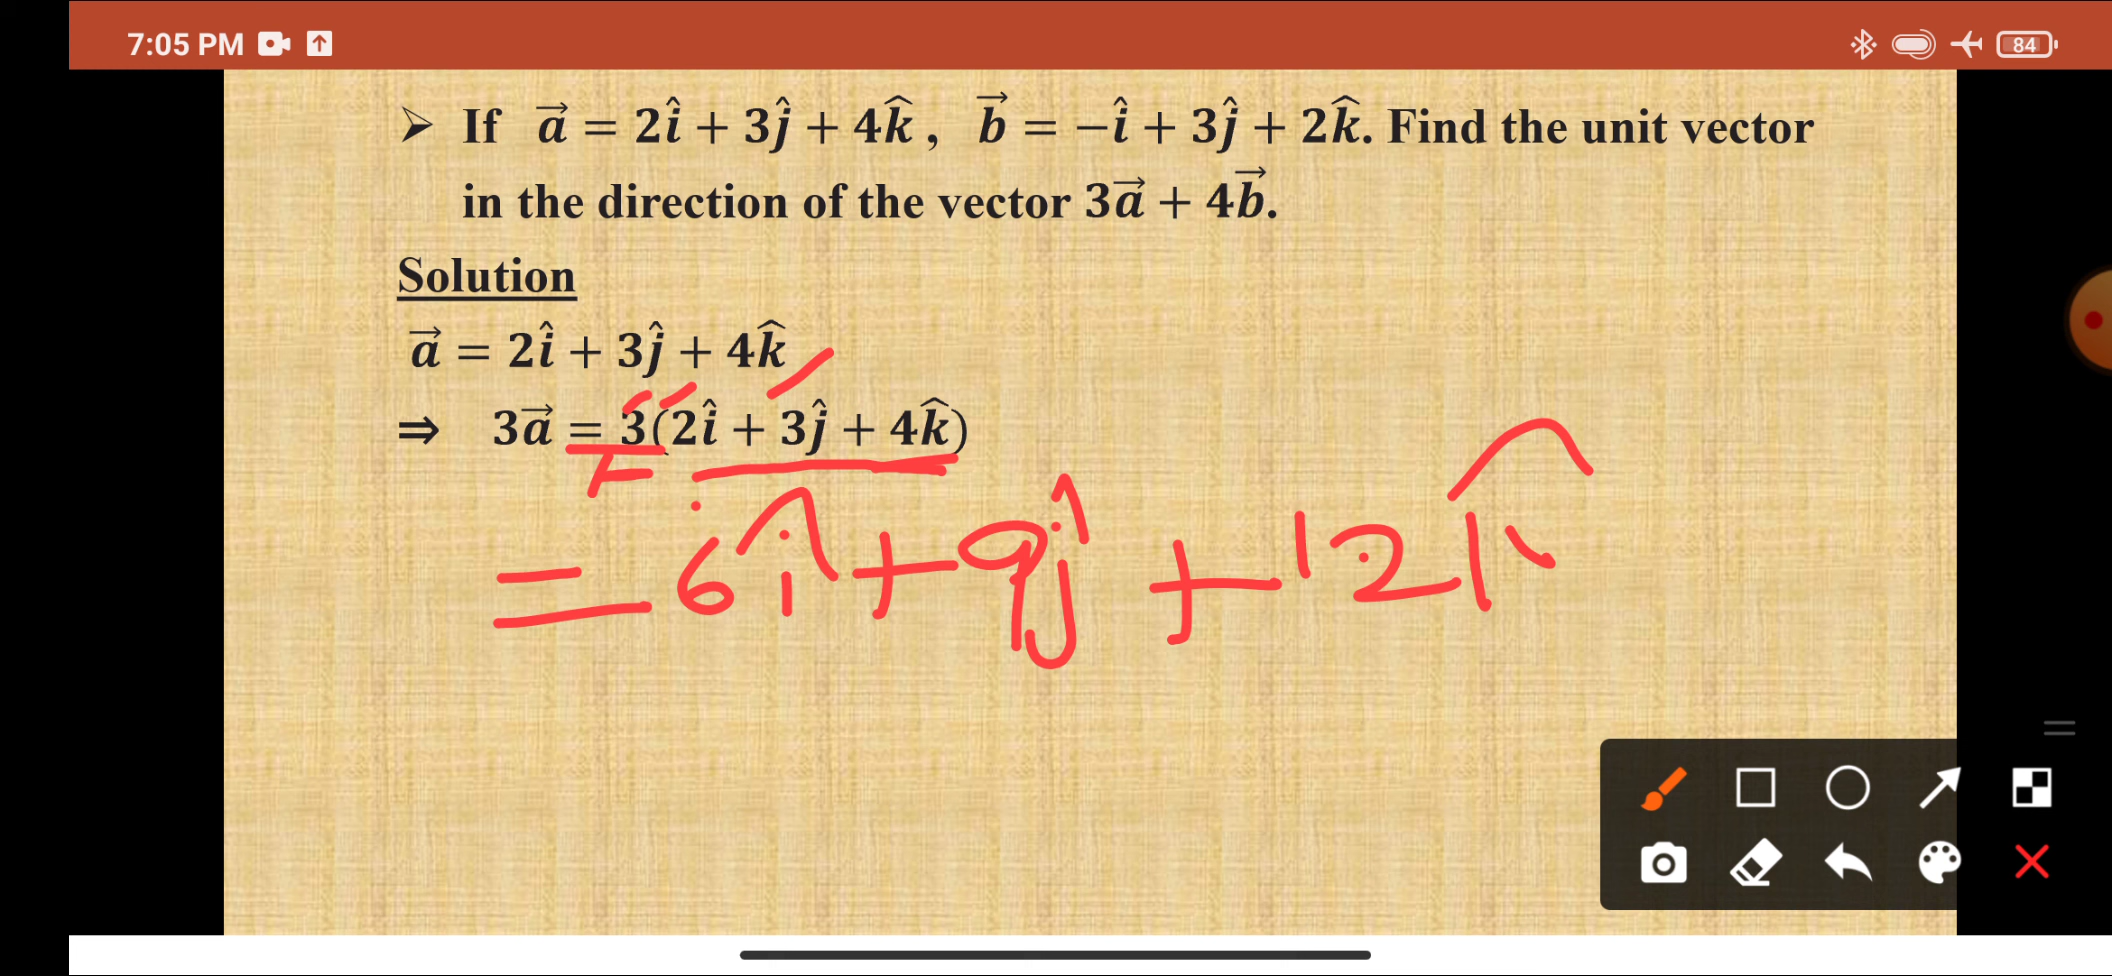 7:05 PM
84
➢ If a⃗ = 2î + 3ĵ + 4k̂ , b⃗ = −î + 3ĵ + 2k̂. Find the unit vector
in the direction of the vector 3a⃗ + 4b⃗.
Solution
a⃗ = 2î + 3ĵ + 4k̂
⇒ 3a⃗ = 3(2î + 3ĵ + 4k̂)
= 6î + 9ĵ + 12k̂